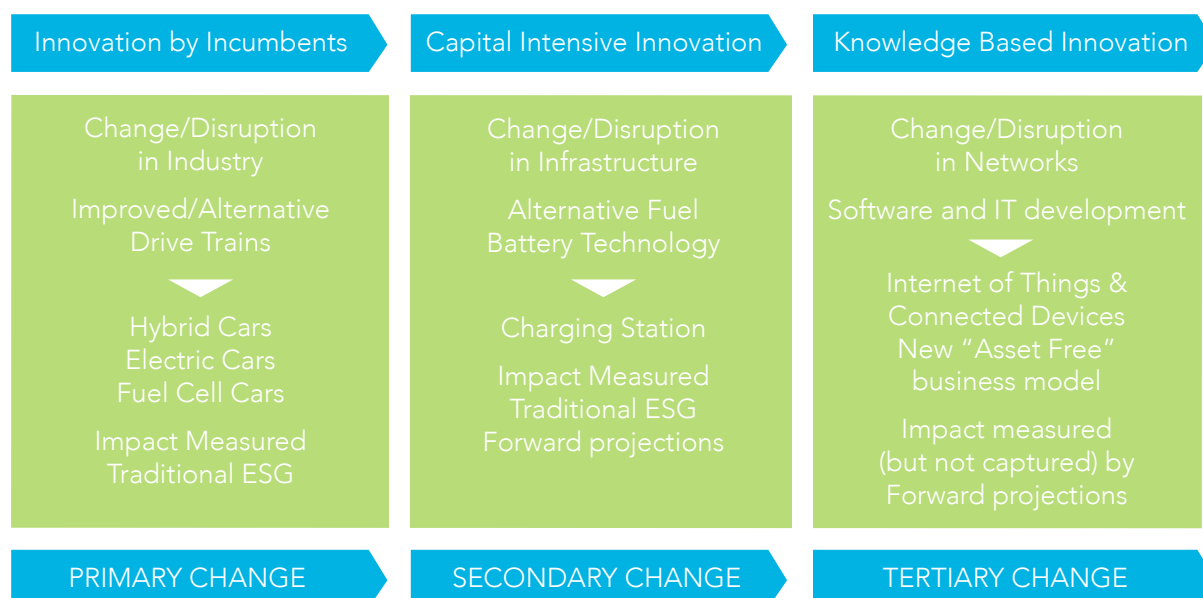 Innovation by Incumbents
Capital Intensive Innovation
Knowledge Based Innovation
Change/Disruption
in Industry
Improved/Alternative
Drive Trains
Hybrid Cars
Electric Cars
Fuel Cell Cars
Impact Measured
Traditional ESG
Change/Disruption
in Infrastructure
Alternative Fuel
Battery Technology
Charging Station
Impact Measured
Traditional ESG
Forward projections
Change/Disruption
in Networks
Software and IT development
Internet of Things &
Connected Devices
New “Asset Free”
business model
Impact measured
(but not captured) by
Forward projections
PRIMARY CHANGE
SECONDARY CHANGE
TERTIARY CHANGE